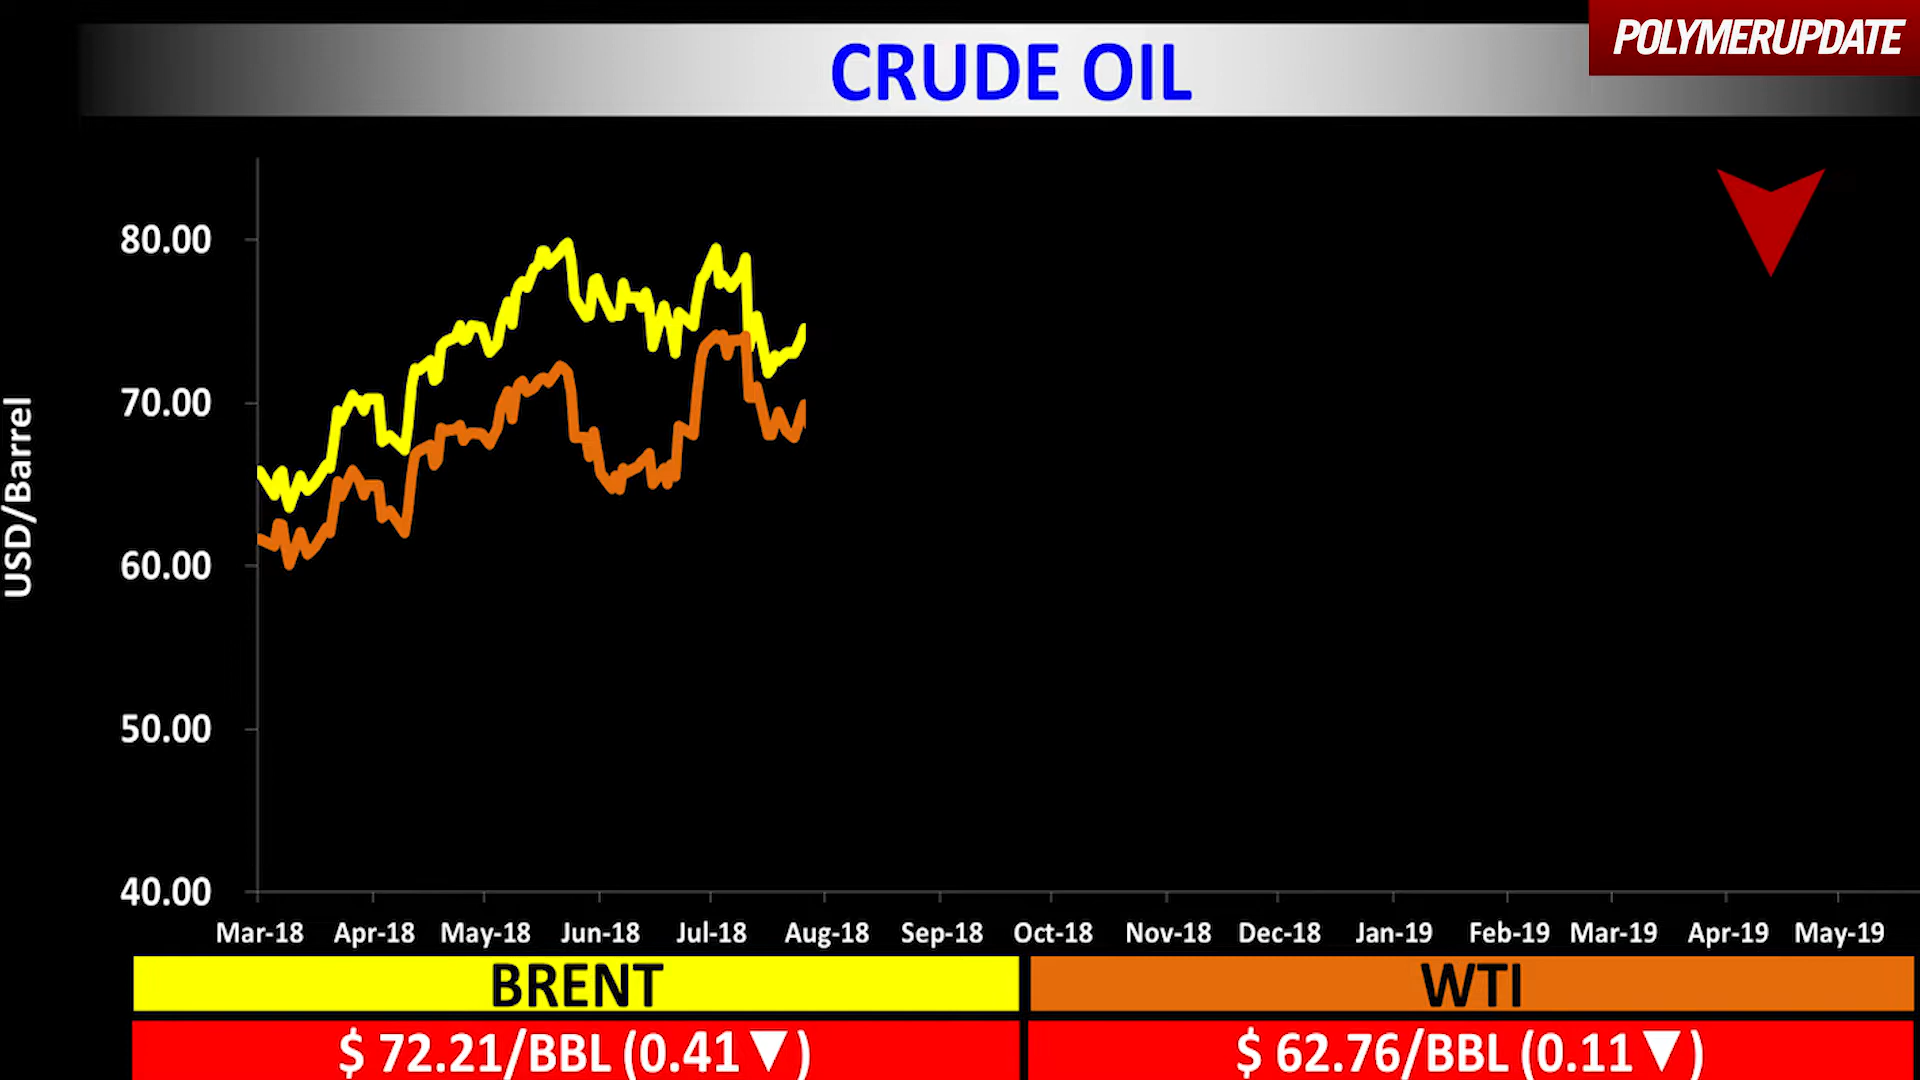 POLYMERUPDATE
CRUDE OIL
USD/Barrel
80.00
70.00
60.00
50.00
40.00
Mar-18 Apr-18 May-18 Jun-18 Jul-18 Aug-18 Sep-18 Oct-18 Nov-18 Dec-18 Jan-19 Feb-19 Mar-19 Apr-19 May-19
BRENT WTI
$ 72.21/BBL (0.41▼) $ 62.76/BBL (0.11▼)